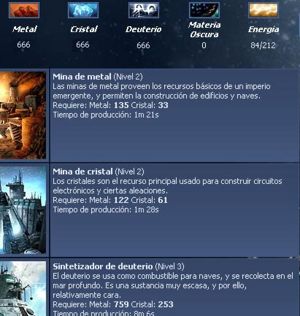 Metal
Cristal
Deuterio
Materia
Oscura
Energía
666
666
666
0
84/212
Mina de metal (Nivel 2)
Las minas de metal proveen los recursos básicos de un imperio
emergente, y permiten la construcción de edificios y naves.
Requiere: Metal: 135 Cristal: 33
Tiempo de producción: 1m 21s
Mina de cristal (Nivel 2)
Los cristales son el recurso principal usado para construir circuitos
electrónicos y ciertas aleaciones.
Requiere: Metal: 122 Cristal: 61
Tiempo de producción: 1m 28s
Sintetizador de deuterio (Nivel 3)
El deuterio se usa como combustible para naves, y se recolecta en el
mar profundo. Es una sustancia muy escasa, y por ello,
relativamente cara.
Requiere: Metal: 759 Cristal: 253
Tiempo de producción: 8m 6s